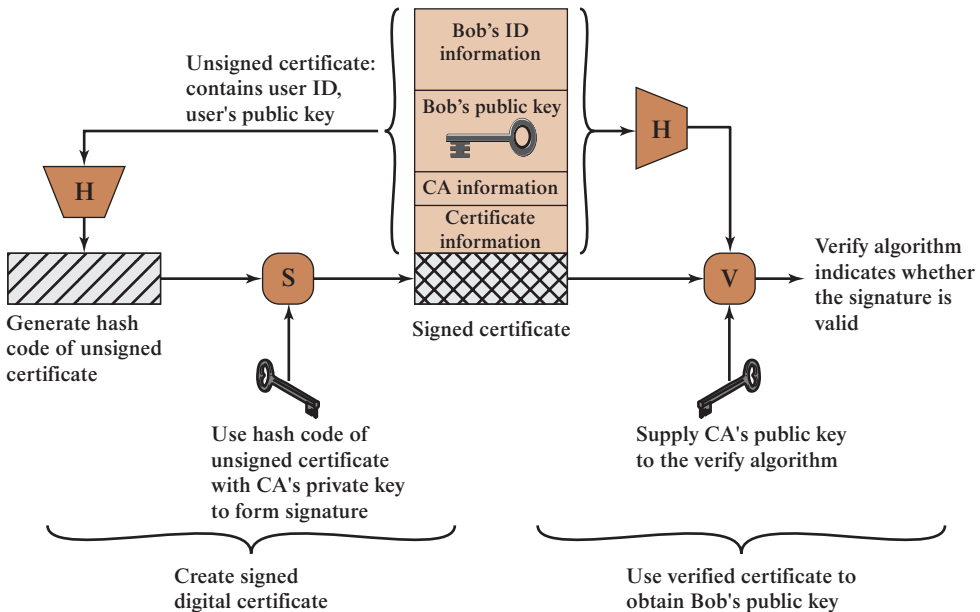 Unsigned certificate:
contains user ID,
user's public key
Bob's ID
information
Bob's public key
CA information
Certificate
information
H
H
Generate hash
code of unsigned
certificate
S
Signed certificate
V
Verify algorithm
indicates whether
the signature is
valid
Use hash code of
unsigned certificate
with CA's private key
to form signature
Supply CA's public key
to the verify algorithm
Create signed
digital certificate
Use verified certificate to
obtain Bob's public key